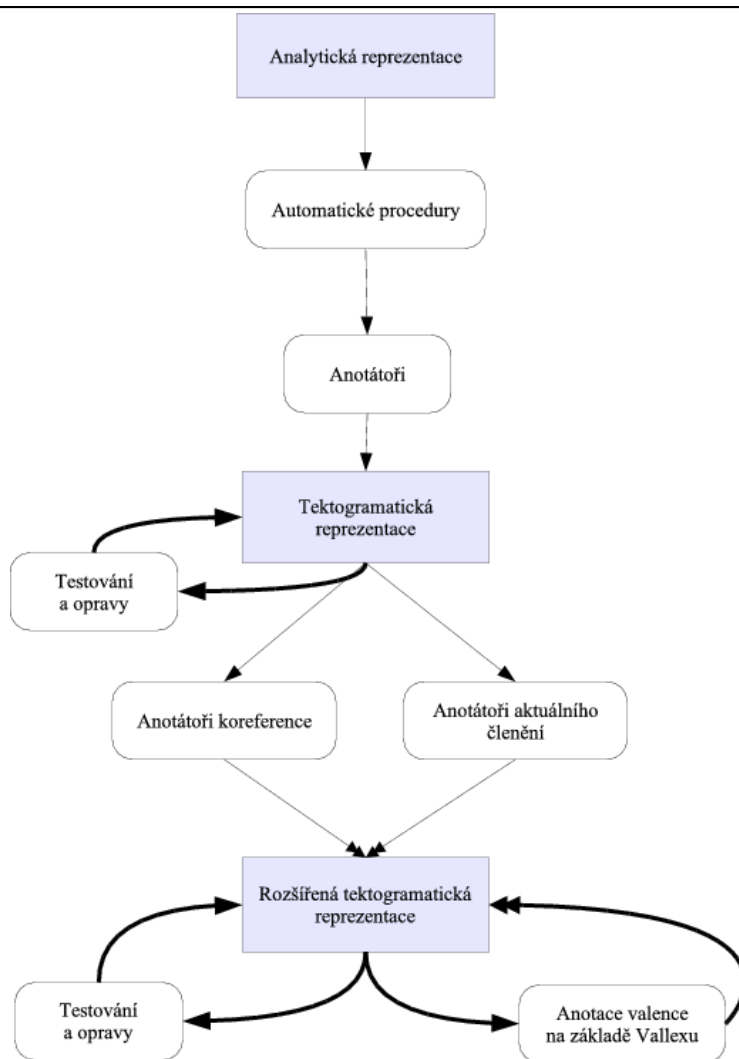 Analytická reprezentace
Automatické procedury
Anotátoři
Tektogramatická
reprezentace
Testování
a opravy
Anotátoři koreference
Anotátoři aktuálního
členění
Rozšířená tektogramatická
reprezentace
Testování
a opravy
Anotace valence
na základě Vallexu